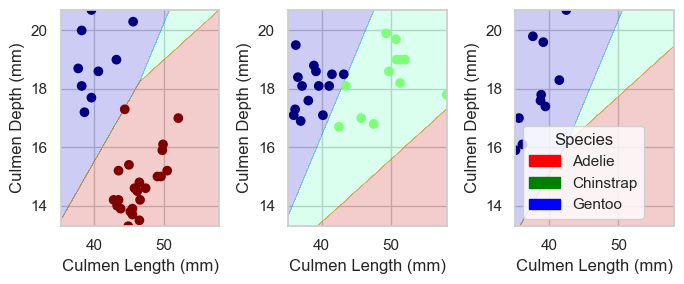 20
18
16
14
Culmen Depth (mm)
40
50
Culmen Length (mm)
20
18
16
14
Culmen Depth (mm)
40
50
Culmen Length (mm)
20
18
16
14
Culmen Depth (mm)
Species
Adelie
Chinstrap
Gentoo
40
50
Culmen Length (mm)